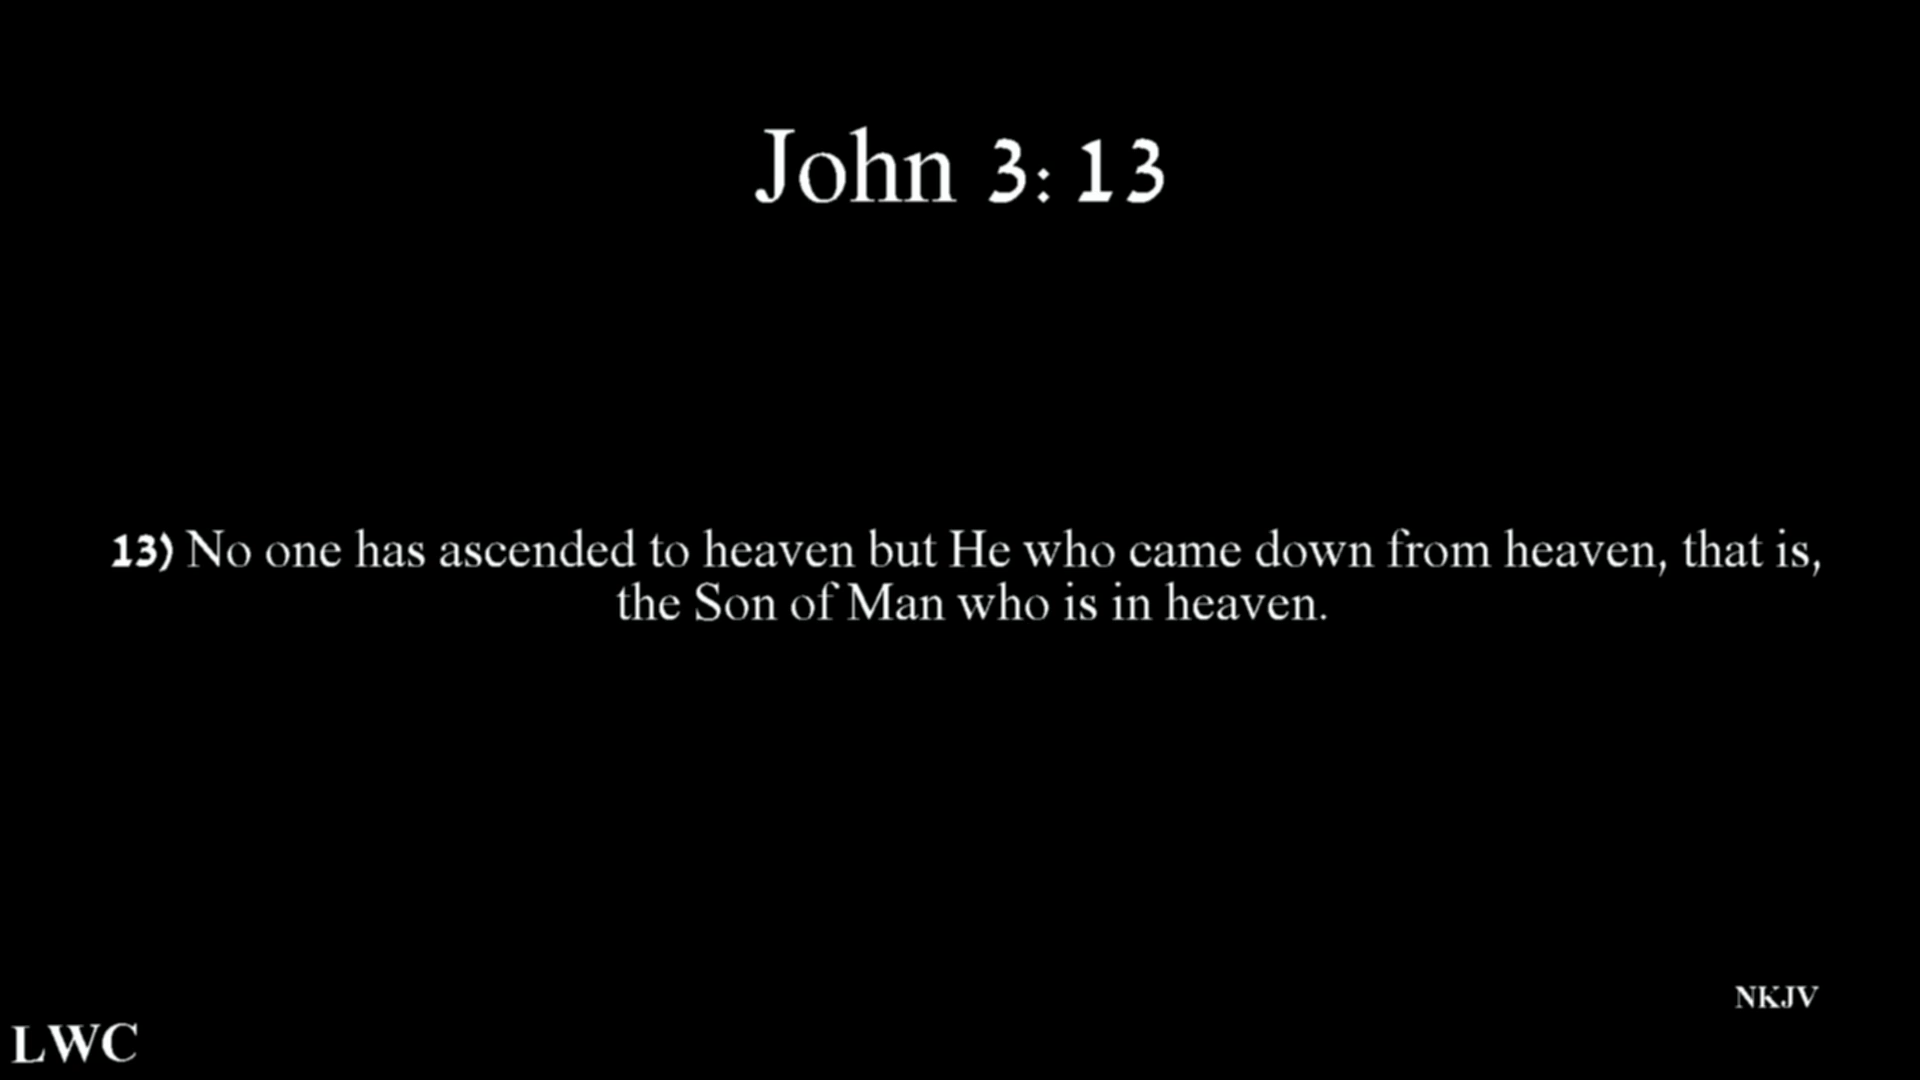 John 3:13
13) No one has ascended to heaven but He who came down from heaven, that is,
the Son of Man who is in heaven.
NKJV
LWC